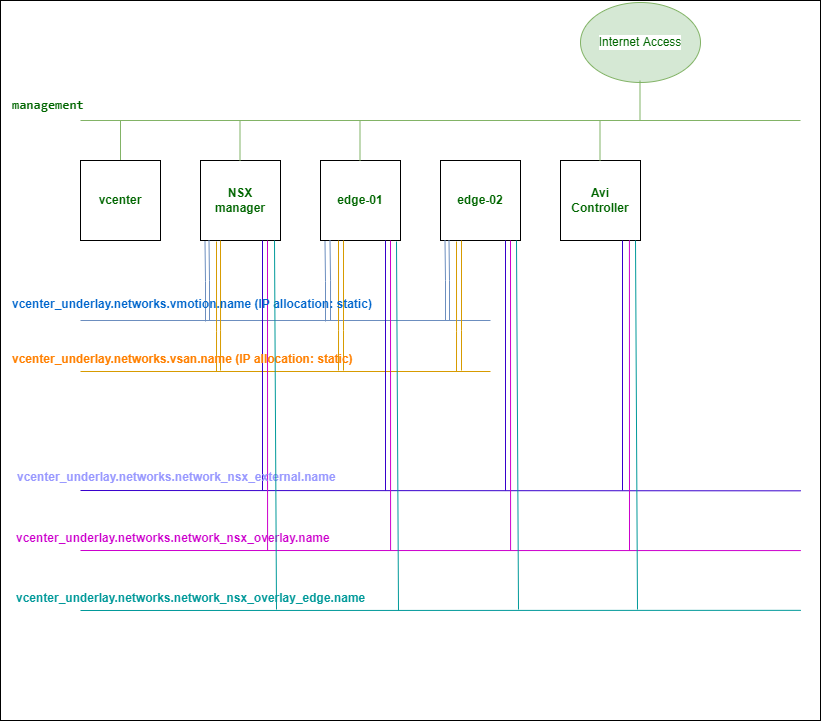 Internet Access
management
vcenter
NSX
manager
edge-01
edge-02
Avi
Controller
vcenter_underlay.networks.vmotion.name (IP allocation: static)
vcenter_underlay.networks.vsan.name (IP allocation: static)
vcenter_underlay.networks.network_nsx_external.name
vcenter_underlay.networks.network_nsx_overlay.name
vcenter_underlay.networks.network_nsx_overlay_edge.name